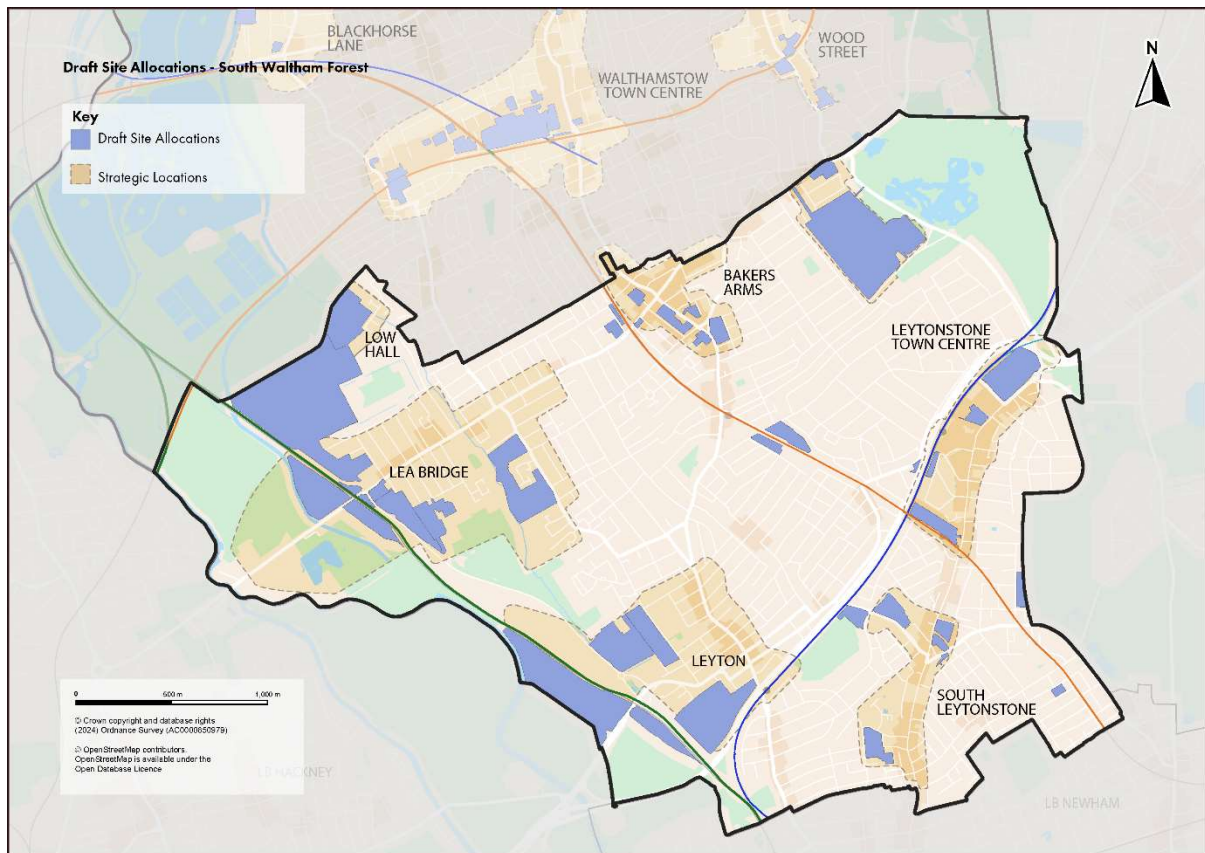 BLACKHORSE
LANE
WOOD
STREET
Draft Site Allocations - South Waltham Forest
WALTHAMSTOW
TOWN CENTRE
N
Key
Draft Site Allocations
Strategic Locations
BAKERS
ARMS
LOW
HALL
LEYTONSTONE
TOWN CENTRE
LEA BRIDGE
LEYTON
SOUTH
LEYTONSTONE
0 500 m 1,000 m
© Crown copyright and database rights
(2024) Ordnance Survey (AC0000850979)
© OpenStreetMap contributors.
OpenStreetMap is available under the
Open Database Licence
LB HACKNEY
LB NEWHAM